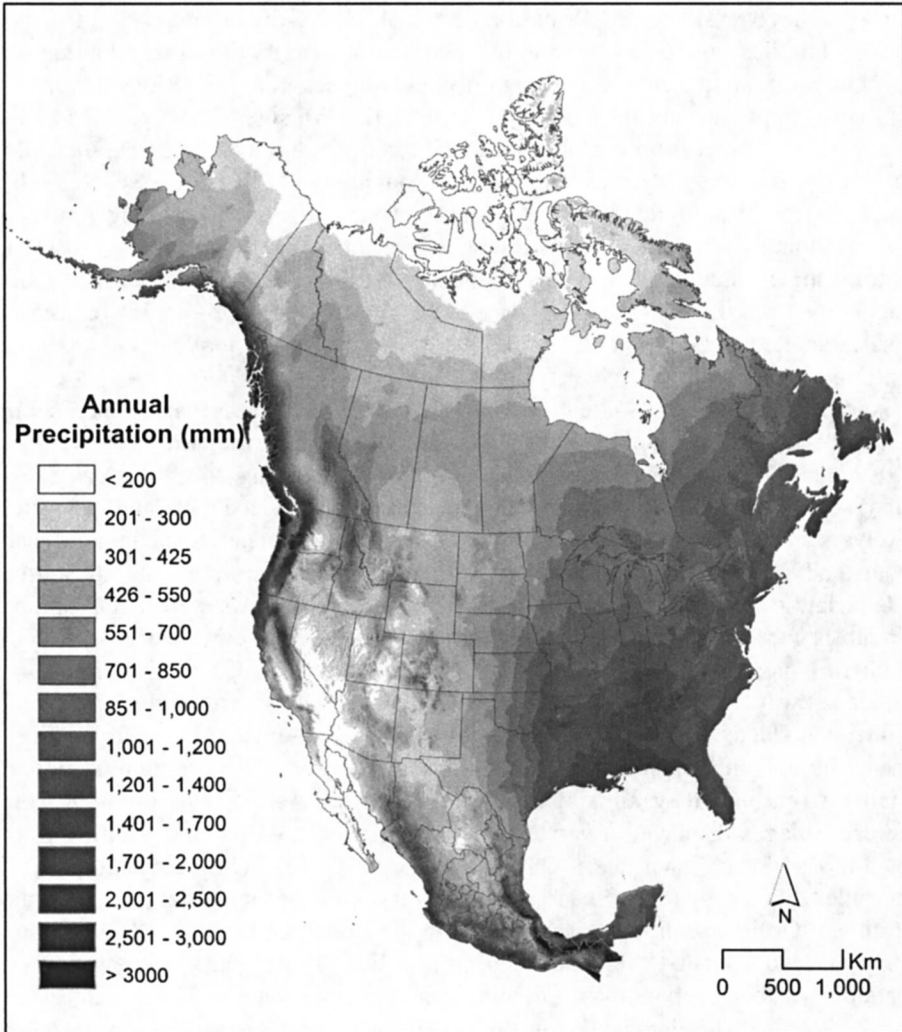 Annual
Precipitation (mm)
< 200
201 - 300
301 - 425
426 - 550
551 - 700
701 - 850
851 - 1,000
1,001 - 1,200
1,201 - 1,400
1,401 - 1,700
1,701 - 2,000
2,001 - 2,500
2,501 - 3,000
> 3000
N
Km
0 500 1,000